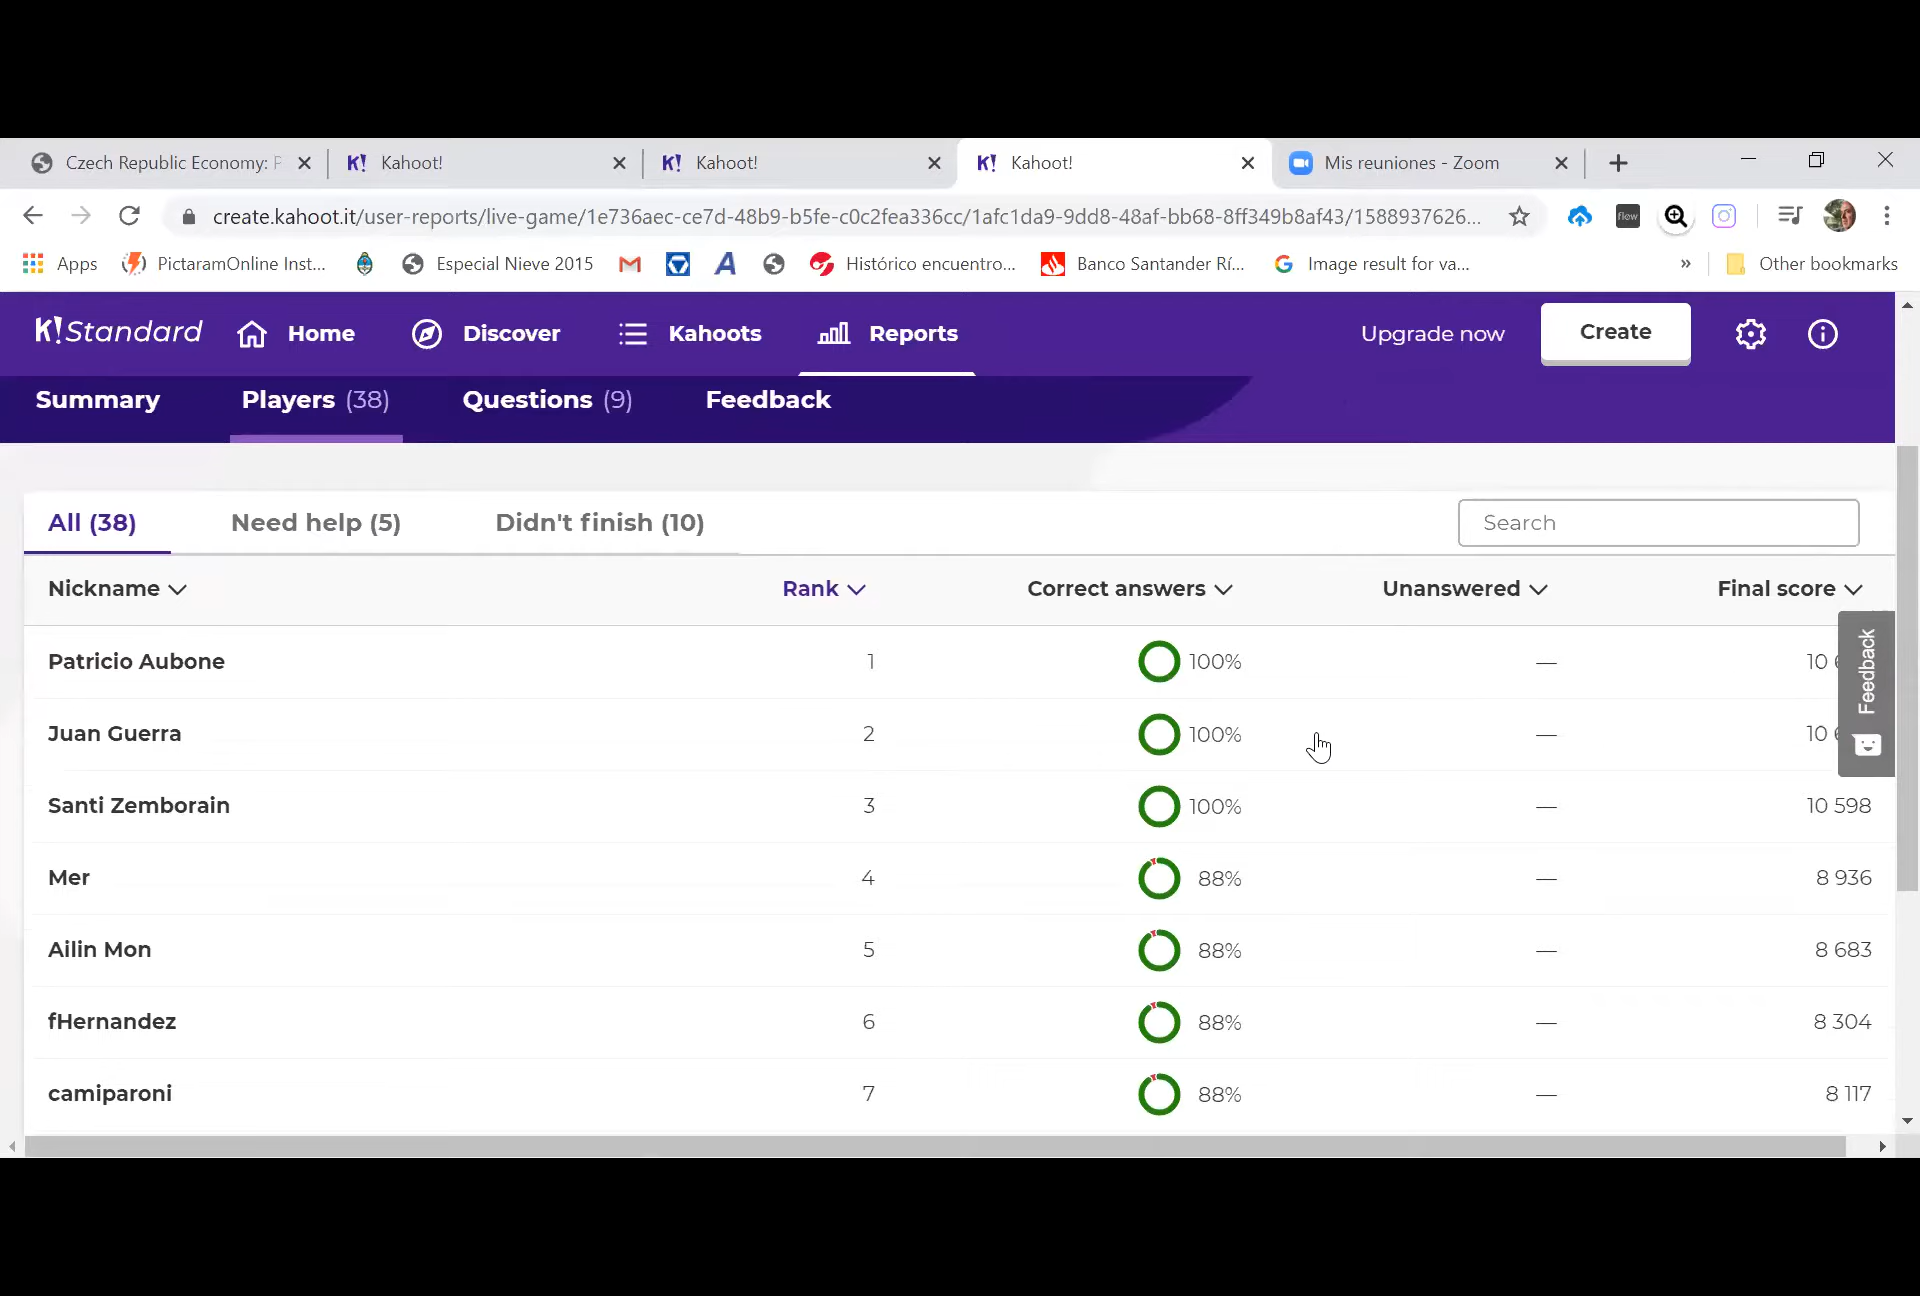 Czech Republic Economy: P
Kahoot!
Kahoot!
Kahoot!
Mis reuniones - Zoom
create.kahoot.it/user-reports/live-game/1e736aec-ce7d-48b9-b5fe-c0c2fea336cc/1afc1da9-9dd8-48af-bb68-8ff349b8af43/1588937626...
flow
Apps PictaramOnline Inst... Especial Nieve 2015 Histórico encuentro... Banco Santander Rí... Image result for va... » Other bookmarks
K! Standard Home Discover Kahoots Reports Upgrade now Create
Summary Players (38) Questions (9) Feedback
All (38) Need help (5) Didn't finish (10) Search
Nickname Rank Correct answers Unanswered Final score
Feedback
Patricio Aubone 1 100% — 10
Juan Guerra 2 100% — 10
Santi Zemborain 3 100% — 10 598
Mer 4 88% — 8 936
Ailin Mon 5 88% — 8 683
fHernandez 6 88% — 8 304
camiparoni 7 88% — 8 117